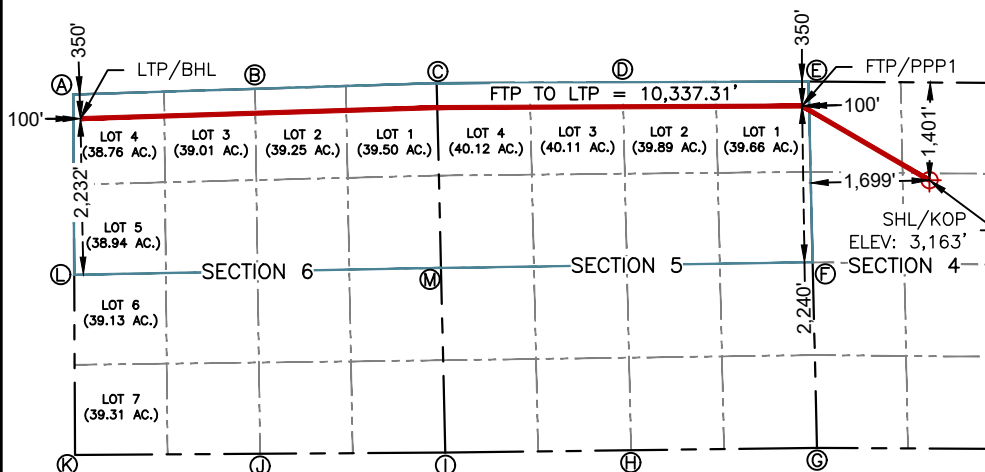 350'
350'
LTP/BHL
FTP/PPP1
A
B
C
D
E
FTP TO LTP = 10,337.31'
100'
100'
1,401'
LOT 4
(38.76 AC.)
LOT 3
(39.01 AC.)
LOT 2
(39.25 AC.)
LOT 1
(39.50 AC.)
LOT 4
(40.12 AC.)
LOT 3
(40.11 AC.)
LOT 2
(39.89 AC.)
LOT 1
(39.66 AC.)
2,232'
1,699'
LOT 5
(38.94 AC.)
SHL/KOP
ELEV: 3,163'
L
SECTION 6
M
SECTION 5
F
SECTION 4
LOT 6
(39.13 AC.)
2,240'
LOT 7
(39.31 AC.)
K
J
I
H
G